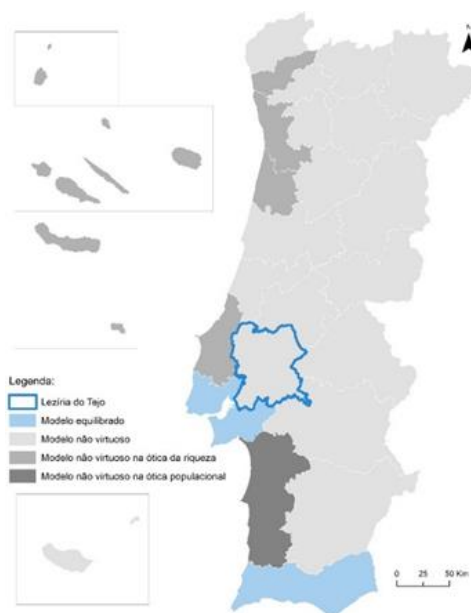 N
Legenda:
Lezíria do Tejo
Modelo equilibrado
Modelo não virtuoso
Modelo não virtuoso na ótica da riqueza
Modelo não virtuoso na ótica populacional
0 25 50 Km